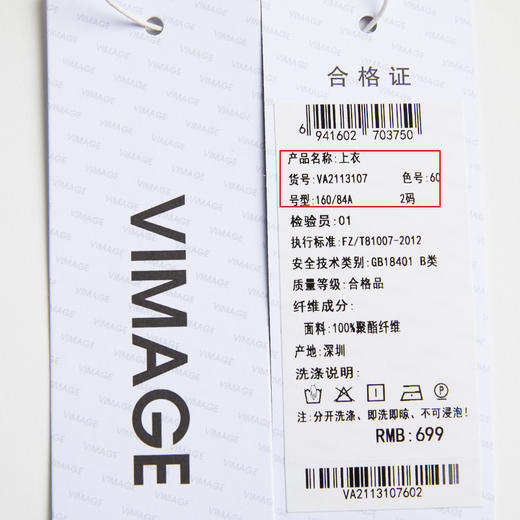 VIMAGE
合格证
6 941602 703750
产品名称:上衣
货号:VA2113107 色号:60
号型:160/84A 2码
检验员:01
执行标准:FZ/T81007-2012
安全技术类别:GB18401 B类
质量等级:合格品
纤维成分:
面料:100%聚酯纤维
产地:深圳
洗涤说明:
注:分开洗涤、即洗即晾、不可浸泡!
RMB:699
VA2113107602